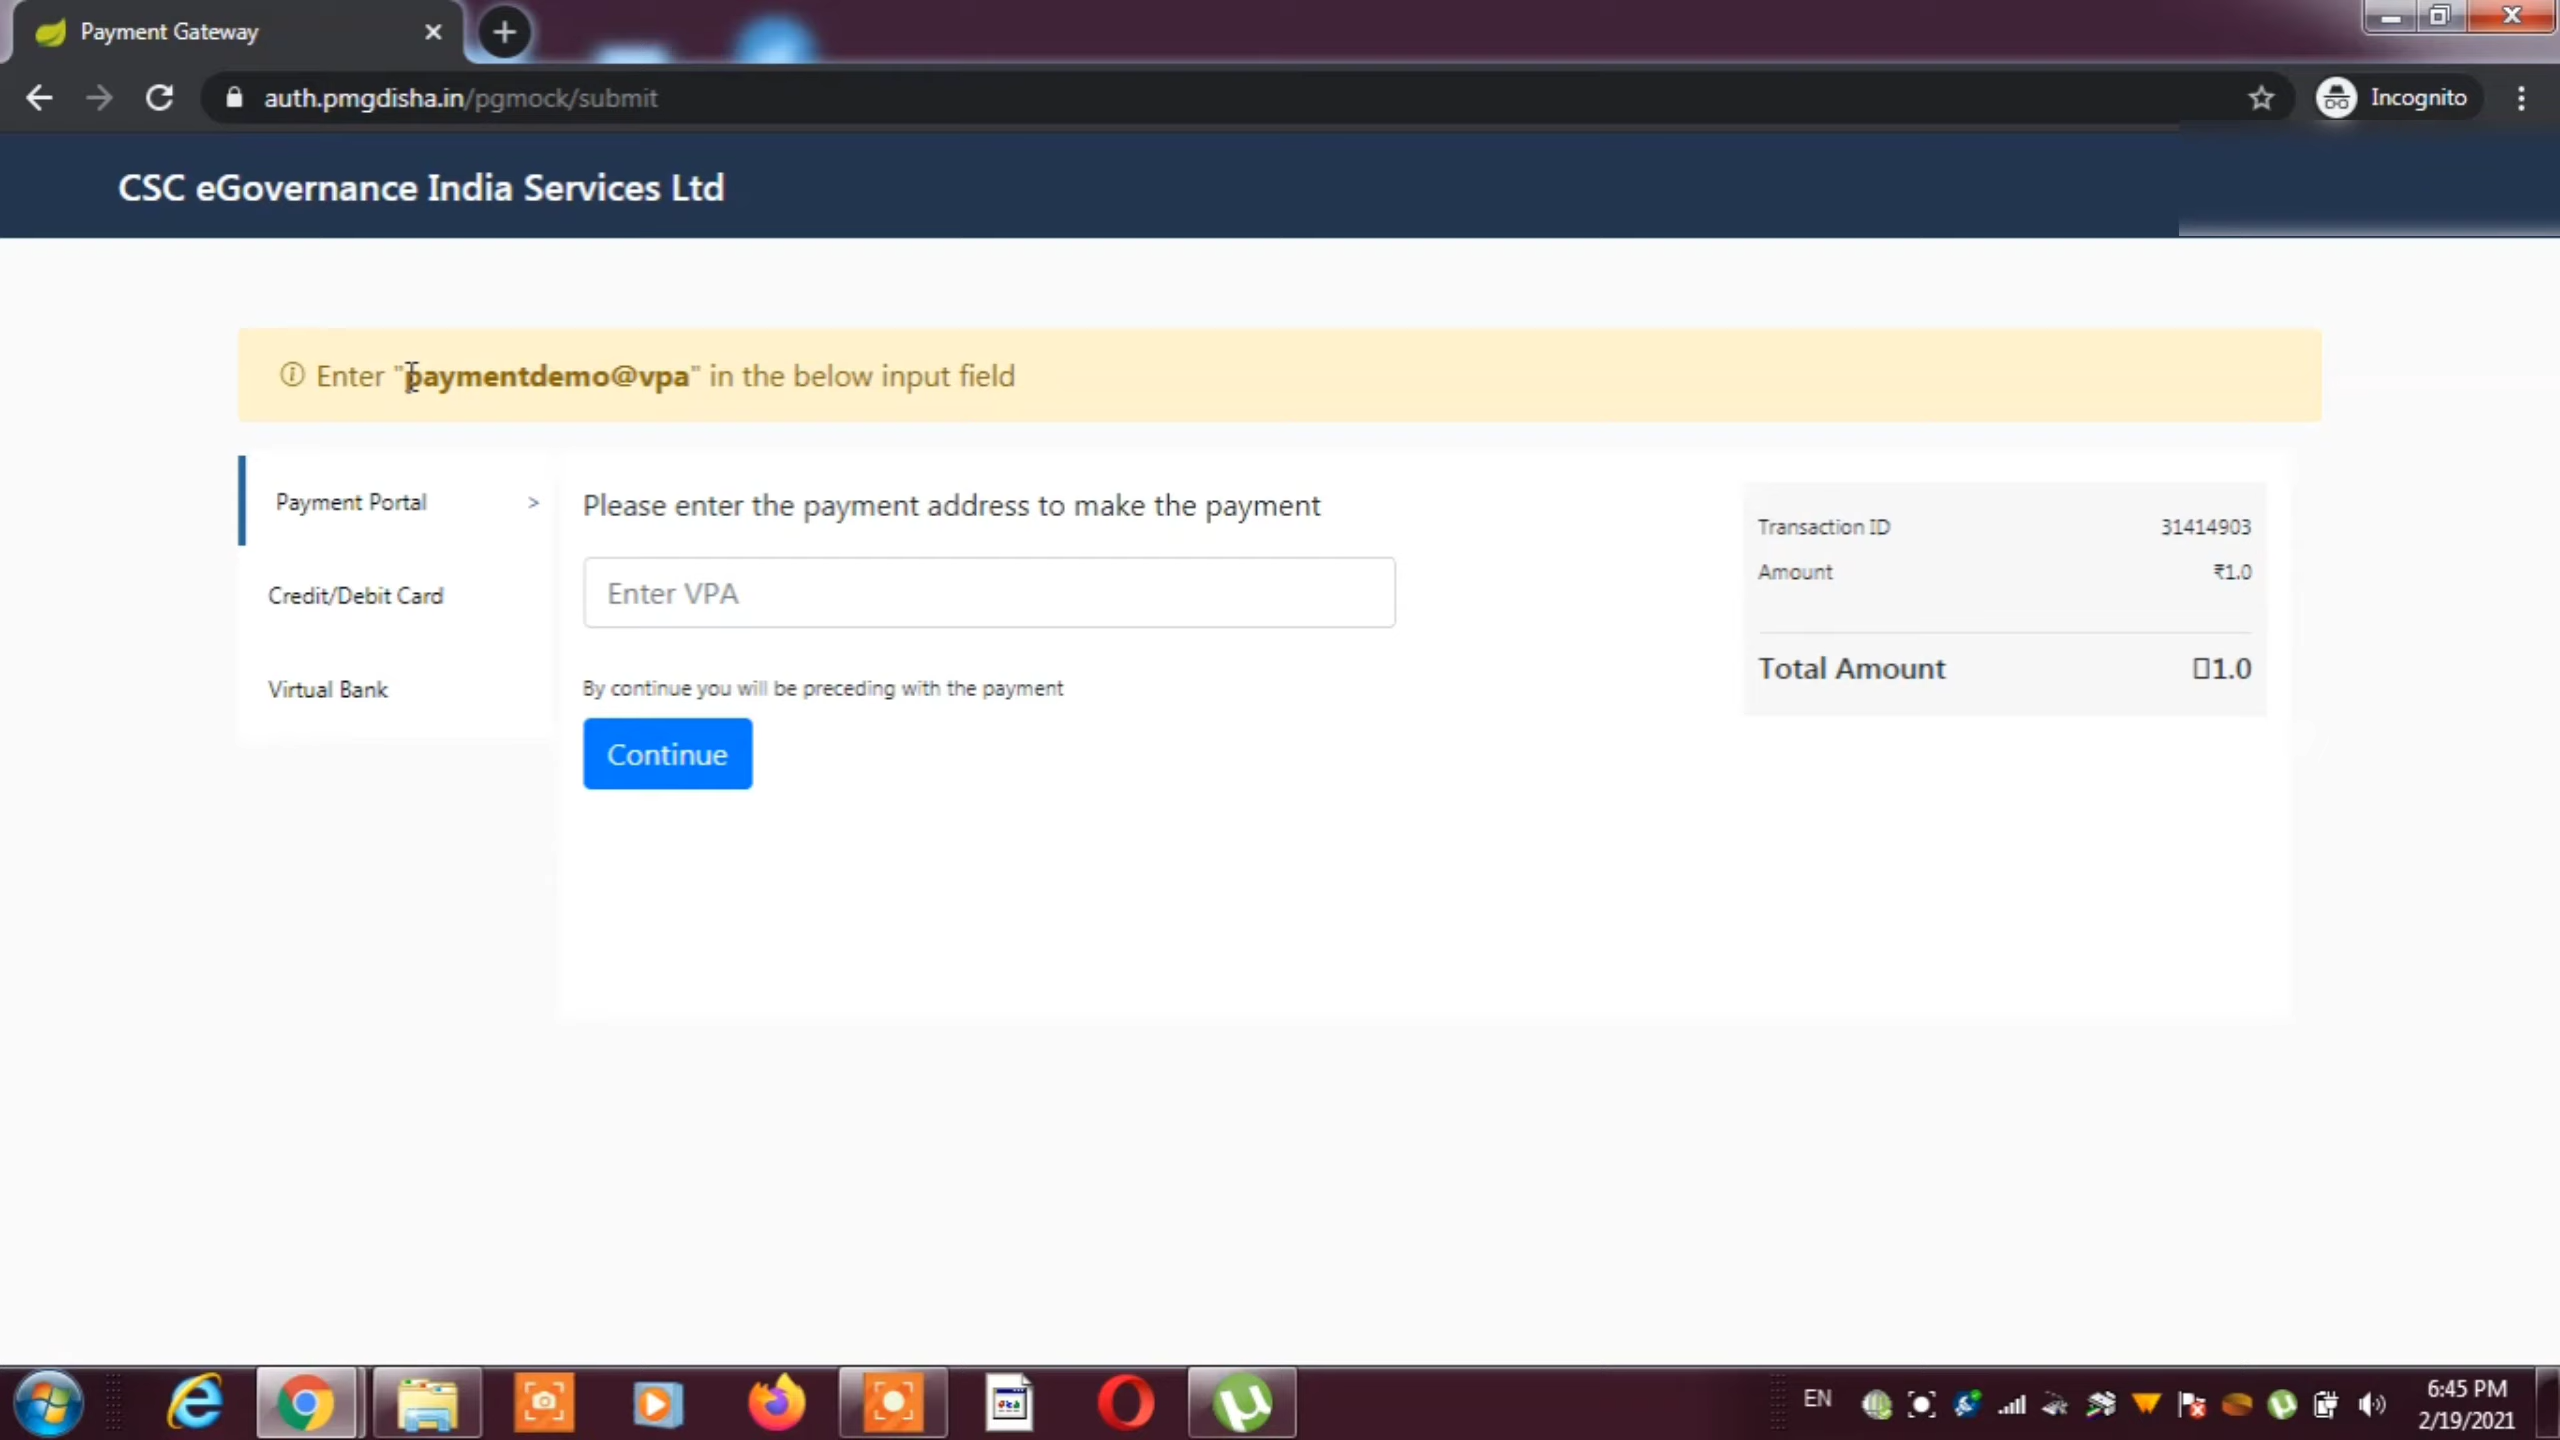 Payment Gateway
auth.pmgdisha.in/pgmock/submit
Incognito
CSC eGovernance India Services Ltd
Enter "paymentdemo@vpa" in the below input field
Payment Portal >
Credit/Debit Card
Virtual Bank
Please enter the payment address to make the payment
Enter VPA
By continue you will be preceding with the payment
Continue
Transaction ID 31414903
Amount ₹1.0
Total Amount ▯1.0
EN
6:45 PM
2/19/2021